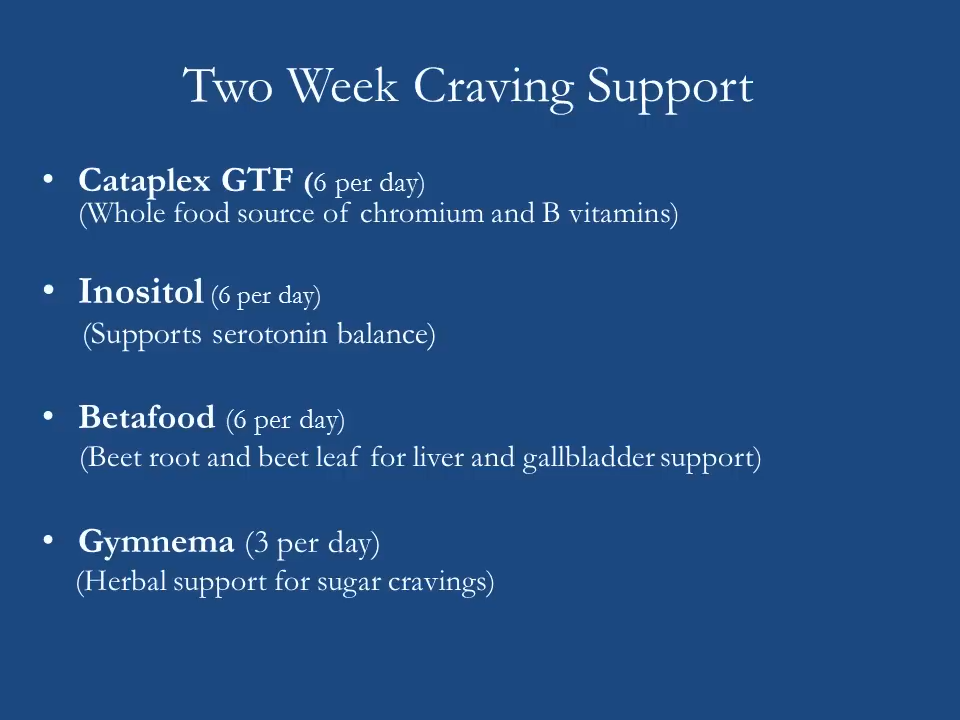 Two Week Craving Support
• Cataplex GTF (6 per day)
(Whole food source of chromium and B vitamins)
• Inositol (6 per day)
(Supports serotonin balance)
• Betafood (6 per day)
(Beet root and beet leaf for liver and gallbladder support)
• Gymnema (3 per day)
(Herbal support for sugar cravings)